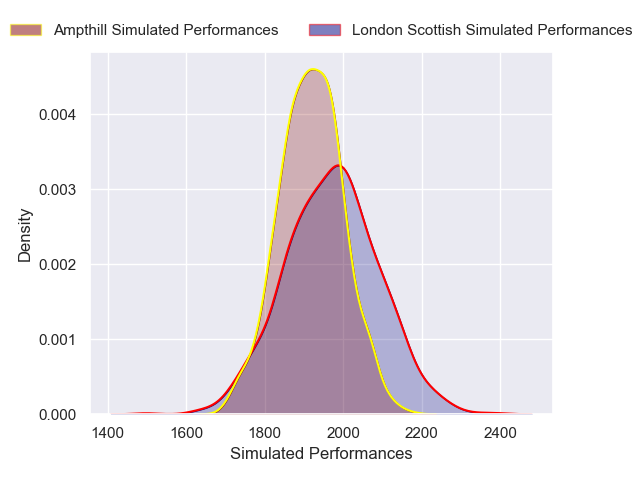 Ampthill Simulated Performances London Scottish Simulated Performances
0.004
0.003
0.002
0.001
0.000
Density
1400 1600 1800 2000 2200 2400
Simulated Performances